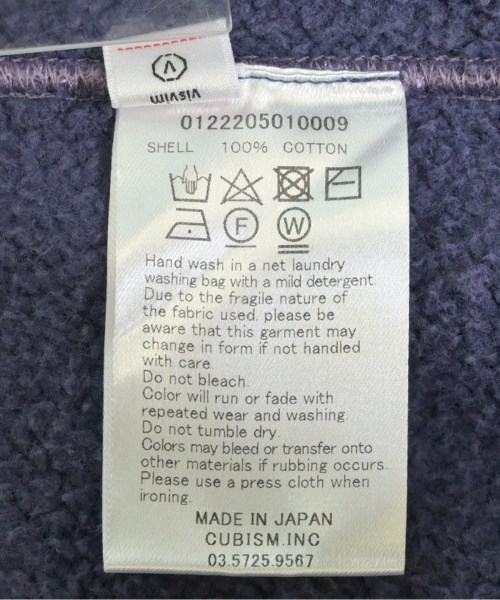 visvim
V
0122205010009
SHELL 100% COTTON
F W
Hand wash in a net laundry
washing bag with a mild detergent.
Due to the fragile nature of
the fabric used, please be
aware that this garment may
change in form if not handled
with care.
Do not bleach.
Color will run or fade with
repeated wear and washing.
Do not tumble dry.
Colors may bleed or transfer onto
other materials if rubbing occurs.
Please use a press cloth when
ironing.
MADE IN JAPAN
CUBISM.INC
03.5725.9567